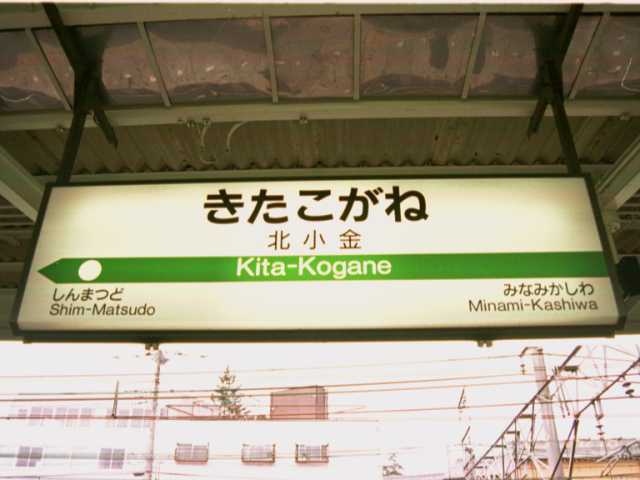 きたこがね
北小金
Kita-Kogane
しんまつど
Shim-Matsudo
みなみかしわ
Minami-Kashiwa